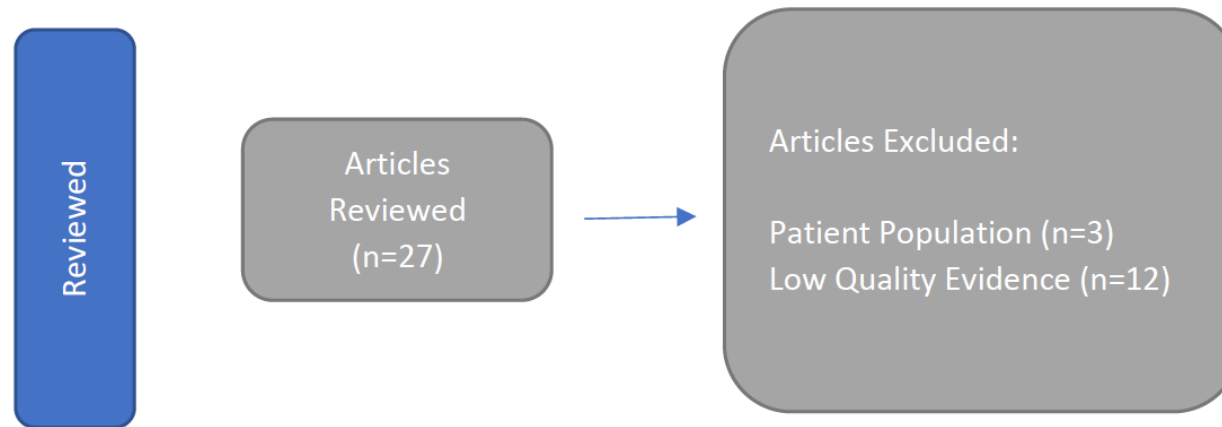 Reviewed
Articles
Reviewed
(n=27)
Articles Excluded:
Patient Population (n=3)
Low Quality Evidence (n=12)